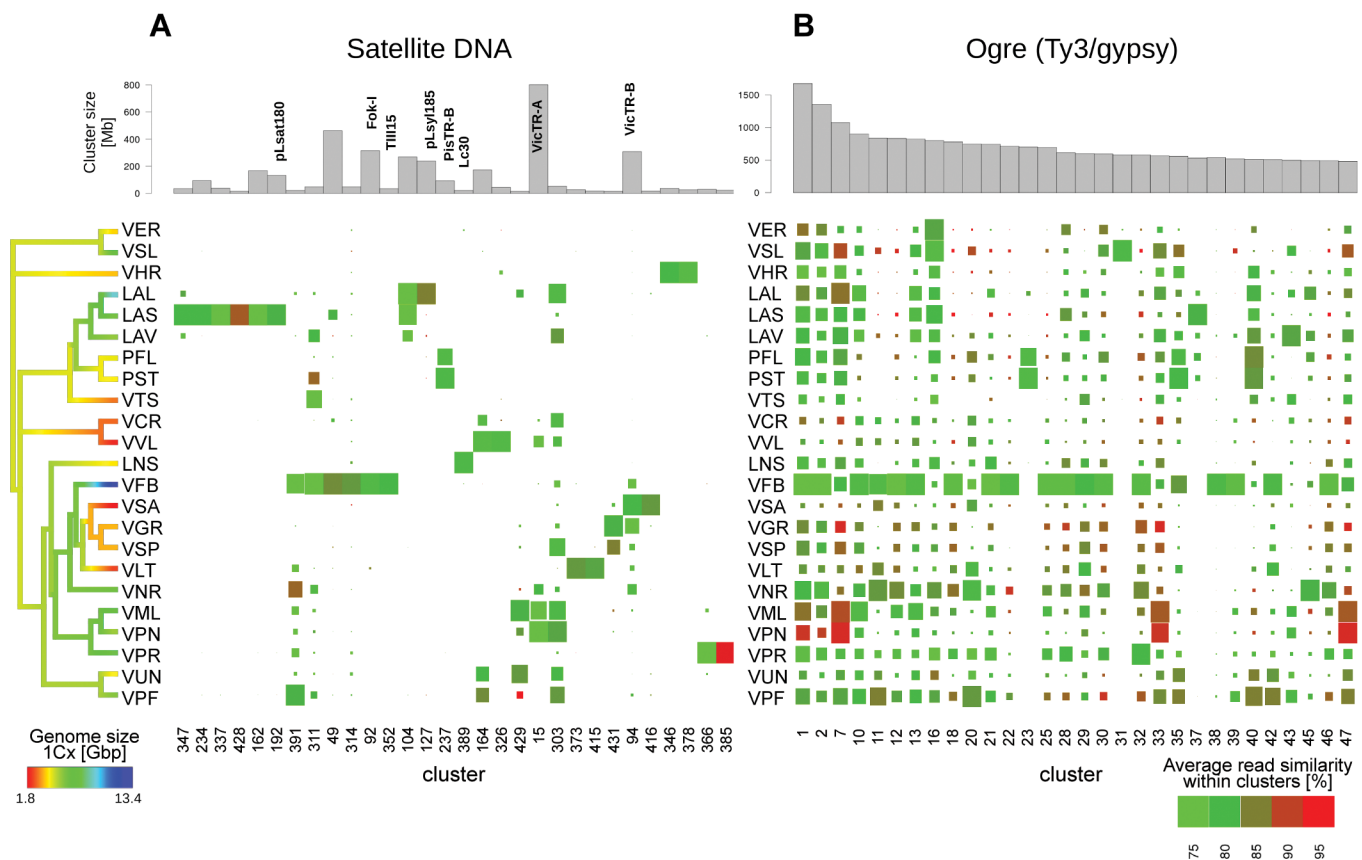 A
Satellite DNA
Cluster size
[Mb]
800
600
400
200
0
pLsat180
Fok-I
TIII15
pLsyl185
PisTR-B
Lc30
VicTR-A
VicTR-B
VER
VSL
VHR
LAL
LAS
LAV
PFL
PST
VTS
VCR
VVL
LNS
VFB
VSA
VGR
VSP
VLT
VNR
VML
VPN
VPR
VUN
VPF
347 234 337 428 162 192 391 311 49 314 92 352 104 127 237 389 164 326 429 15 303 373 415 431 94 416 346 378 366 385
cluster
Genome size
1Cx [Gbp]
1.8 13.4
B
Ogre (Ty3/gypsy)
1500
1000
500
0
VER
VSL
VHR
LAL
LAS
LAV
PFL
PST
VTS
VCR
VVL
LNS
VFB
VSA
VGR
VSP
VLT
VNR
VML
VPN
VPR
VUN
VPF
1 2 7 10 11 12 13 16 18 20 21 22 23 25 28 29 30 31 32 33 35 37 38 39 40 42 43 45 46 47
cluster
Average read similarity
within clusters [%]
75 80 85 90 95